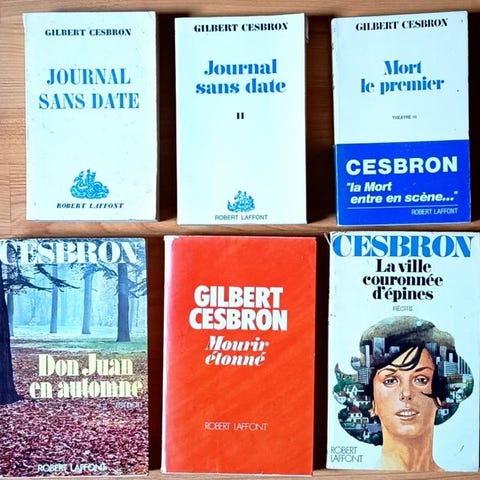 GILBERT CESBRON
JOURNAL
SANS DATE
ROBERT LAFFONT
GILBERT CESBRON
Journal
sans date
II
ROBERT LAFFONT
GILBERT CESBRON
Mort
le premier
THEATRE III
CESBRON
"la Mort
entre en scène..."
ROBERT LAFFONT
CESBRON
Don Juan
en automne
roman
ROBERT LAFFONT
GILBERT
CESBRON
Mourir
étonné
ROBERT LAFFONT
CESBRON
La ville
couronnée
d'épines
RÉCITS
ROBERT
LAFFONT